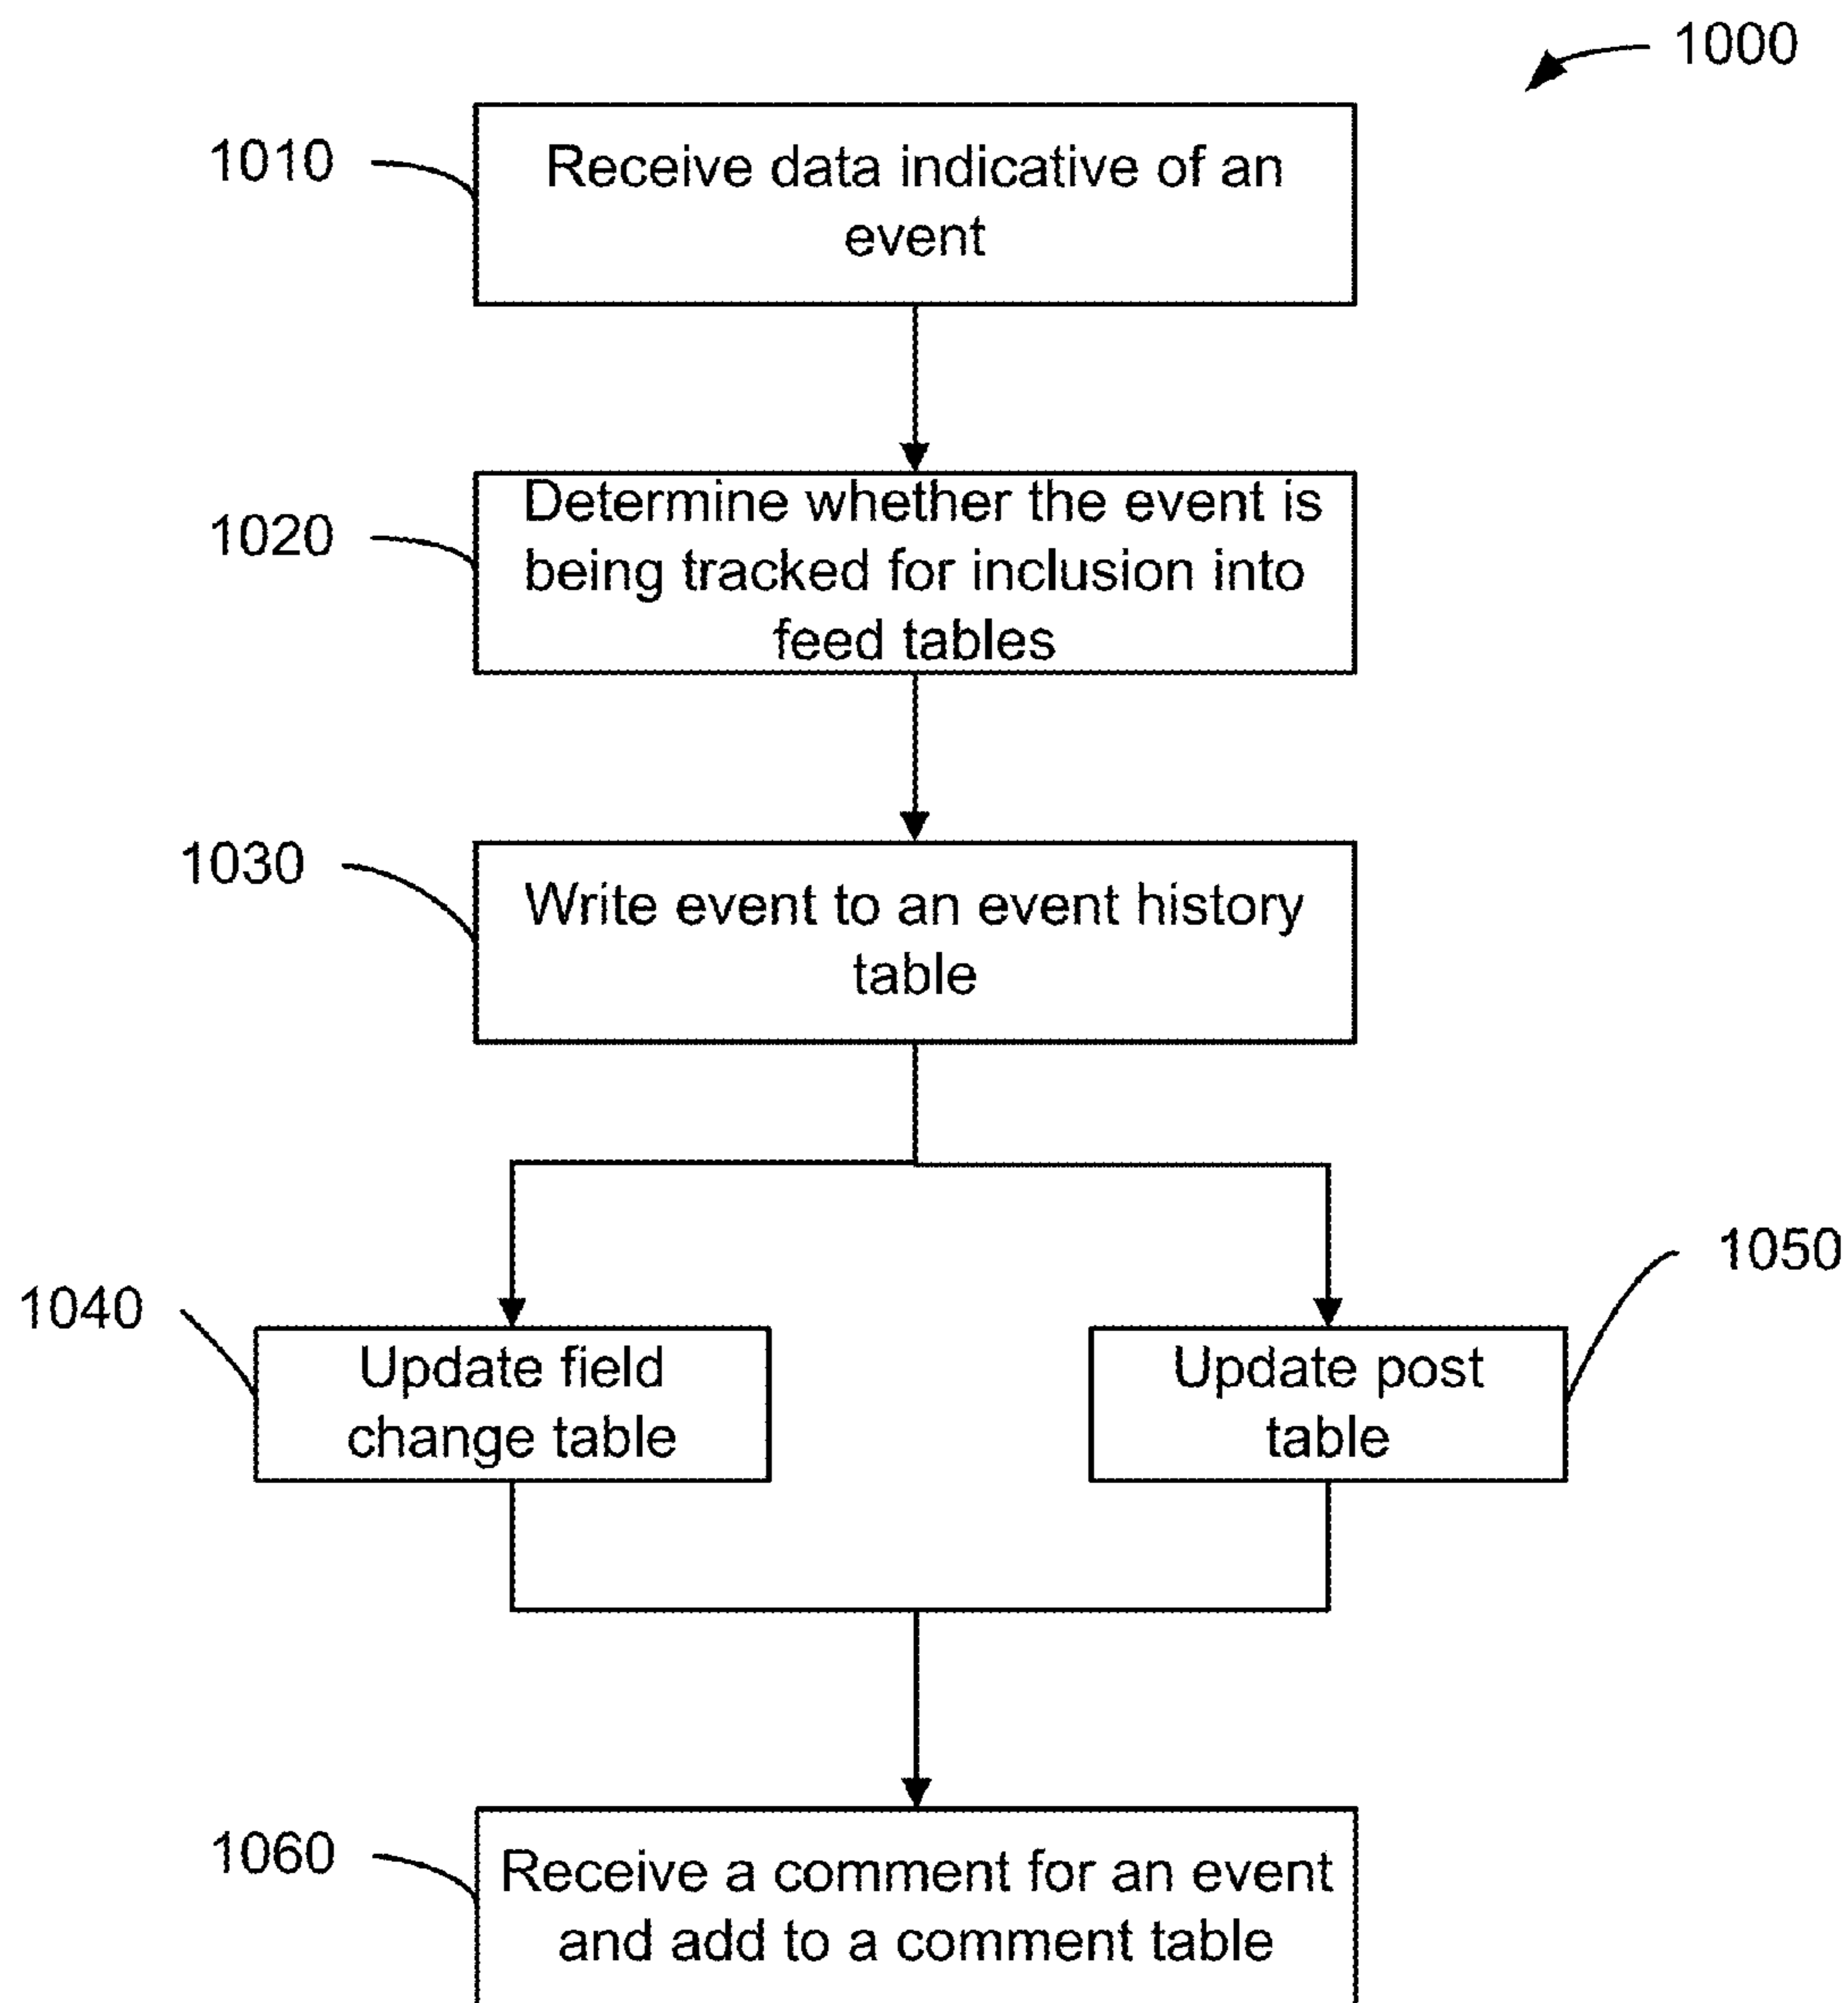 1000
1010
Receive data indicative of an
event
1020
Determine whether the event is
being tracked for inclusion into
feed tables
1030
Write event to an event history
table
1040
Update field
change table
1050
Update post
table
1060
Receive a comment for an event
and add to a comment table